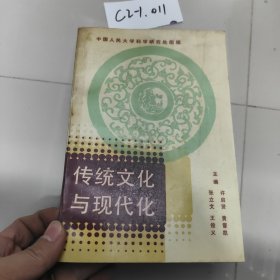 C24.011
中国人民大学科学研究处组编
传统文化
与现代化
主编
许启贤 黄晋凯
张立文 王俊义